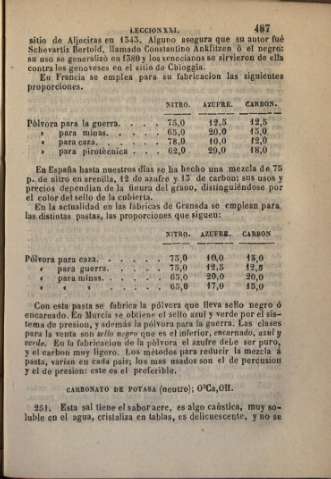 LECCION XXI. 487
sitio de Aljeciras en 1343. Alguno asegura que su autor fué
Schevartis Bertold, llamado Constantino Ankfitzen ó el negro:
su uso se generalizó en 1380 y los venecianos se sirvieron de ella
contra los genoveses en el sitio de Chioggia.
En Francia se emplea para su fabricacion las siguientes
proporciones.
NITRO. AZUFRE. CARBON.
Pólvora para la guerra. . . . 75,0 12,5 12,5
» para minas. . . . . . 65,0 20,0 15,0
» para caza. . . . . . 78,0 10,0 12,0
» para pirotécnica . . . 62,0 20,0 18,0
En España hasta nuestros dias se ha hecho una mezcla de 75
p. de nitro en arenilla, 12 de azufre y 13 de carbon: sus usos y
precios dependian de la finura del grano, distinguiéndose por
el color del sello de la cubierta.
En la actualidad en las fábricas de Granada se emplean para
las distintas pastas, las proporciones que siguen:
NITRO. AZUFRE. CARBON
Pólvora para caza. . . . . . 75,0 10,0 15,0
« para guerra. . . . . . 75,0 12,5 12,5
« para minas. . . . . . 65,0 20,0 20,0
« « « . . . . . . 65,0 17,0 15,0
Con esta pasta se fabrica la pólvora que lleva sello negro ó
encarnado. En Murcia se obtiene el sello azul y verde por el sis-
tema de presion, y además la pólvora para la guerra. Las clases
para la venta son sello negro que es el inferior, encarnado, azul y
verde. En la fabricacion de la pólvora el azufre debe ser puro,
y el carbon muy ligero. Los métodos para reducir la mezcla á
pasta, varian en cada pais; los mas usados son el de percusion
y el de presion: este es el preferible.
CARBONATO DE POTASA (neutro); O²Ca,OH.
251. Esta sal tiene el sabor acre, es algo caústica, muy so-
luble en el agua, cristaliza en tablas, es delicuescente, y no se